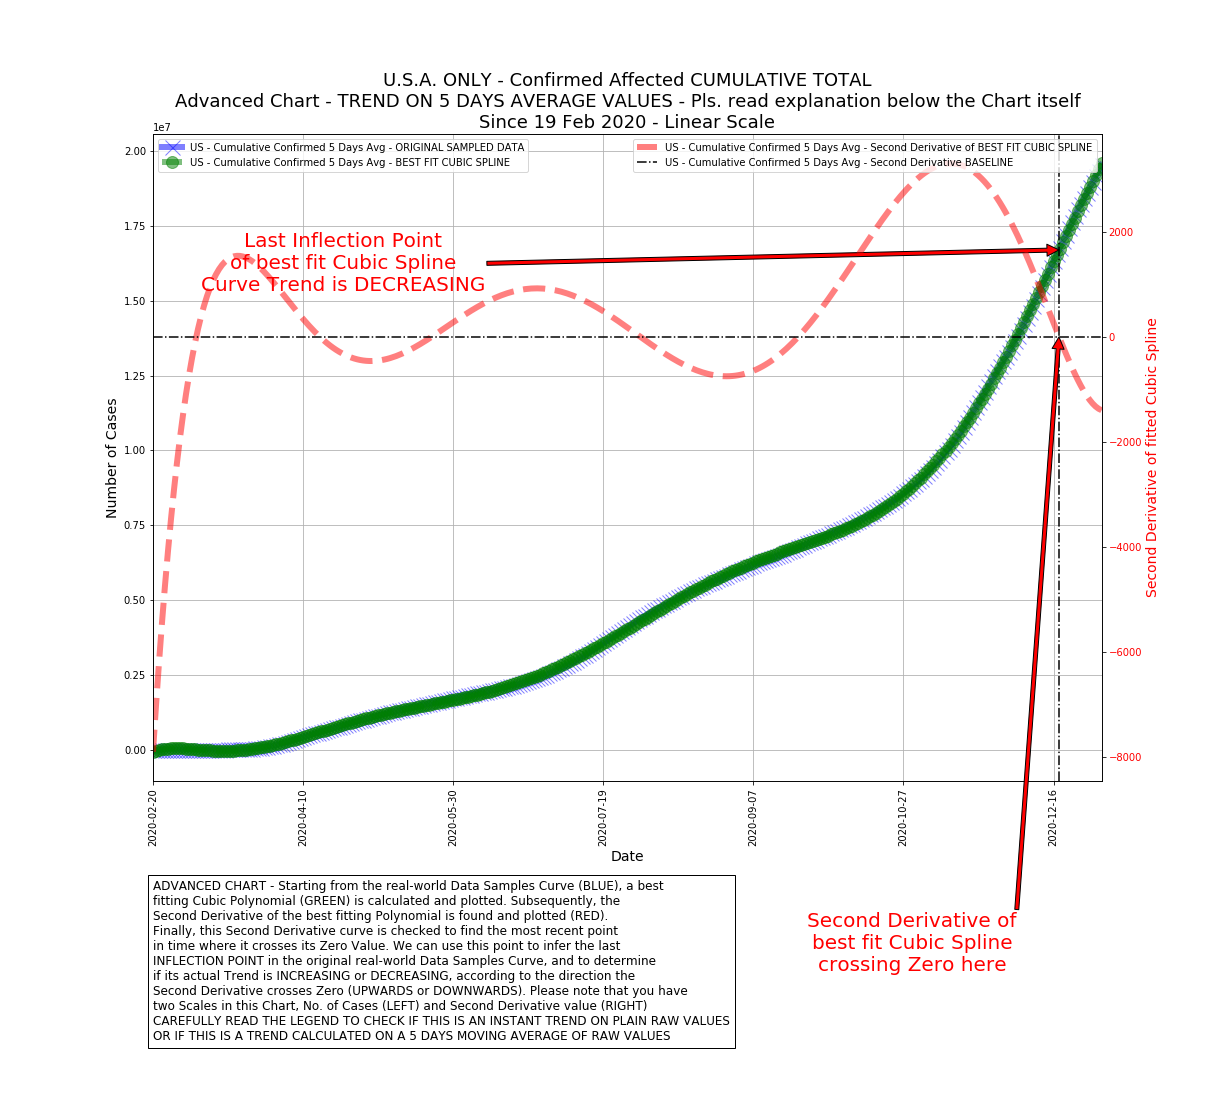 U.S.A. ONLY - Confirmed Affected CUMULATIVE TOTAL
Advanced Chart - TREND ON 5 DAYS AVERAGE VALUES - Pls. read explanation below the Chart itself
Since 19 Feb 2020 - Linear Scale
1e7
US - Cumulative Confirmed 5 Days Avg - ORIGINAL SAMPLED DATA
US - Cumulative Confirmed 5 Days Avg - BEST FIT CUBIC SPLINE
US - Cumulative Confirmed 5 Days Avg - Second Derivative of BEST FIT CUBIC SPLINE
US - Cumulative Confirmed 5 Days Avg - Second Derivative BASELINE
Last Inflection Point
of best fit Cubic Spline
Curve Trend is DECREASING
2.00
1.75
1.50
1.25
1.00
0.75
0.50
0.25
0.00
Number of Cases
2000
0
−2000
−4000
−6000
−8000
Second Derivative of fitted Cubic Spline
2020-02-20
2020-04-10
2020-05-30
2020-07-19
2020-09-07
2020-10-27
2020-12-16
Date
Second Derivative of
best fit Cubic Spline
crossing Zero here
ADVANCED CHART - Starting from the real-world Data Samples Curve (BLUE), a best
fitting Cubic Polynomial (GREEN) is calculated and plotted. Subsequently, the
Second Derivative of the best fitting Polynomial is found and plotted (RED).
Finally, this Second Derivative curve is checked to find the most recent point
in time where it crosses its Zero Value. We can use this point to infer the last
INFLECTION POINT in the original real-world Data Samples Curve, and to determine
if its actual Trend is INCREASING or DECREASING, according to the direction the
Second Derivative crosses Zero (UPWARDS or DOWNWARDS). Please note that you have
two Scales in this Chart, No. of Cases (LEFT) and Second Derivative value (RIGHT)
CAREFULLY READ THE LEGEND TO CHECK IF THIS IS AN INSTANT TREND ON PLAIN RAW VALUES
OR IF THIS IS A TREND CALCULATED ON A 5 DAYS MOVING AVERAGE OF RAW VALUES